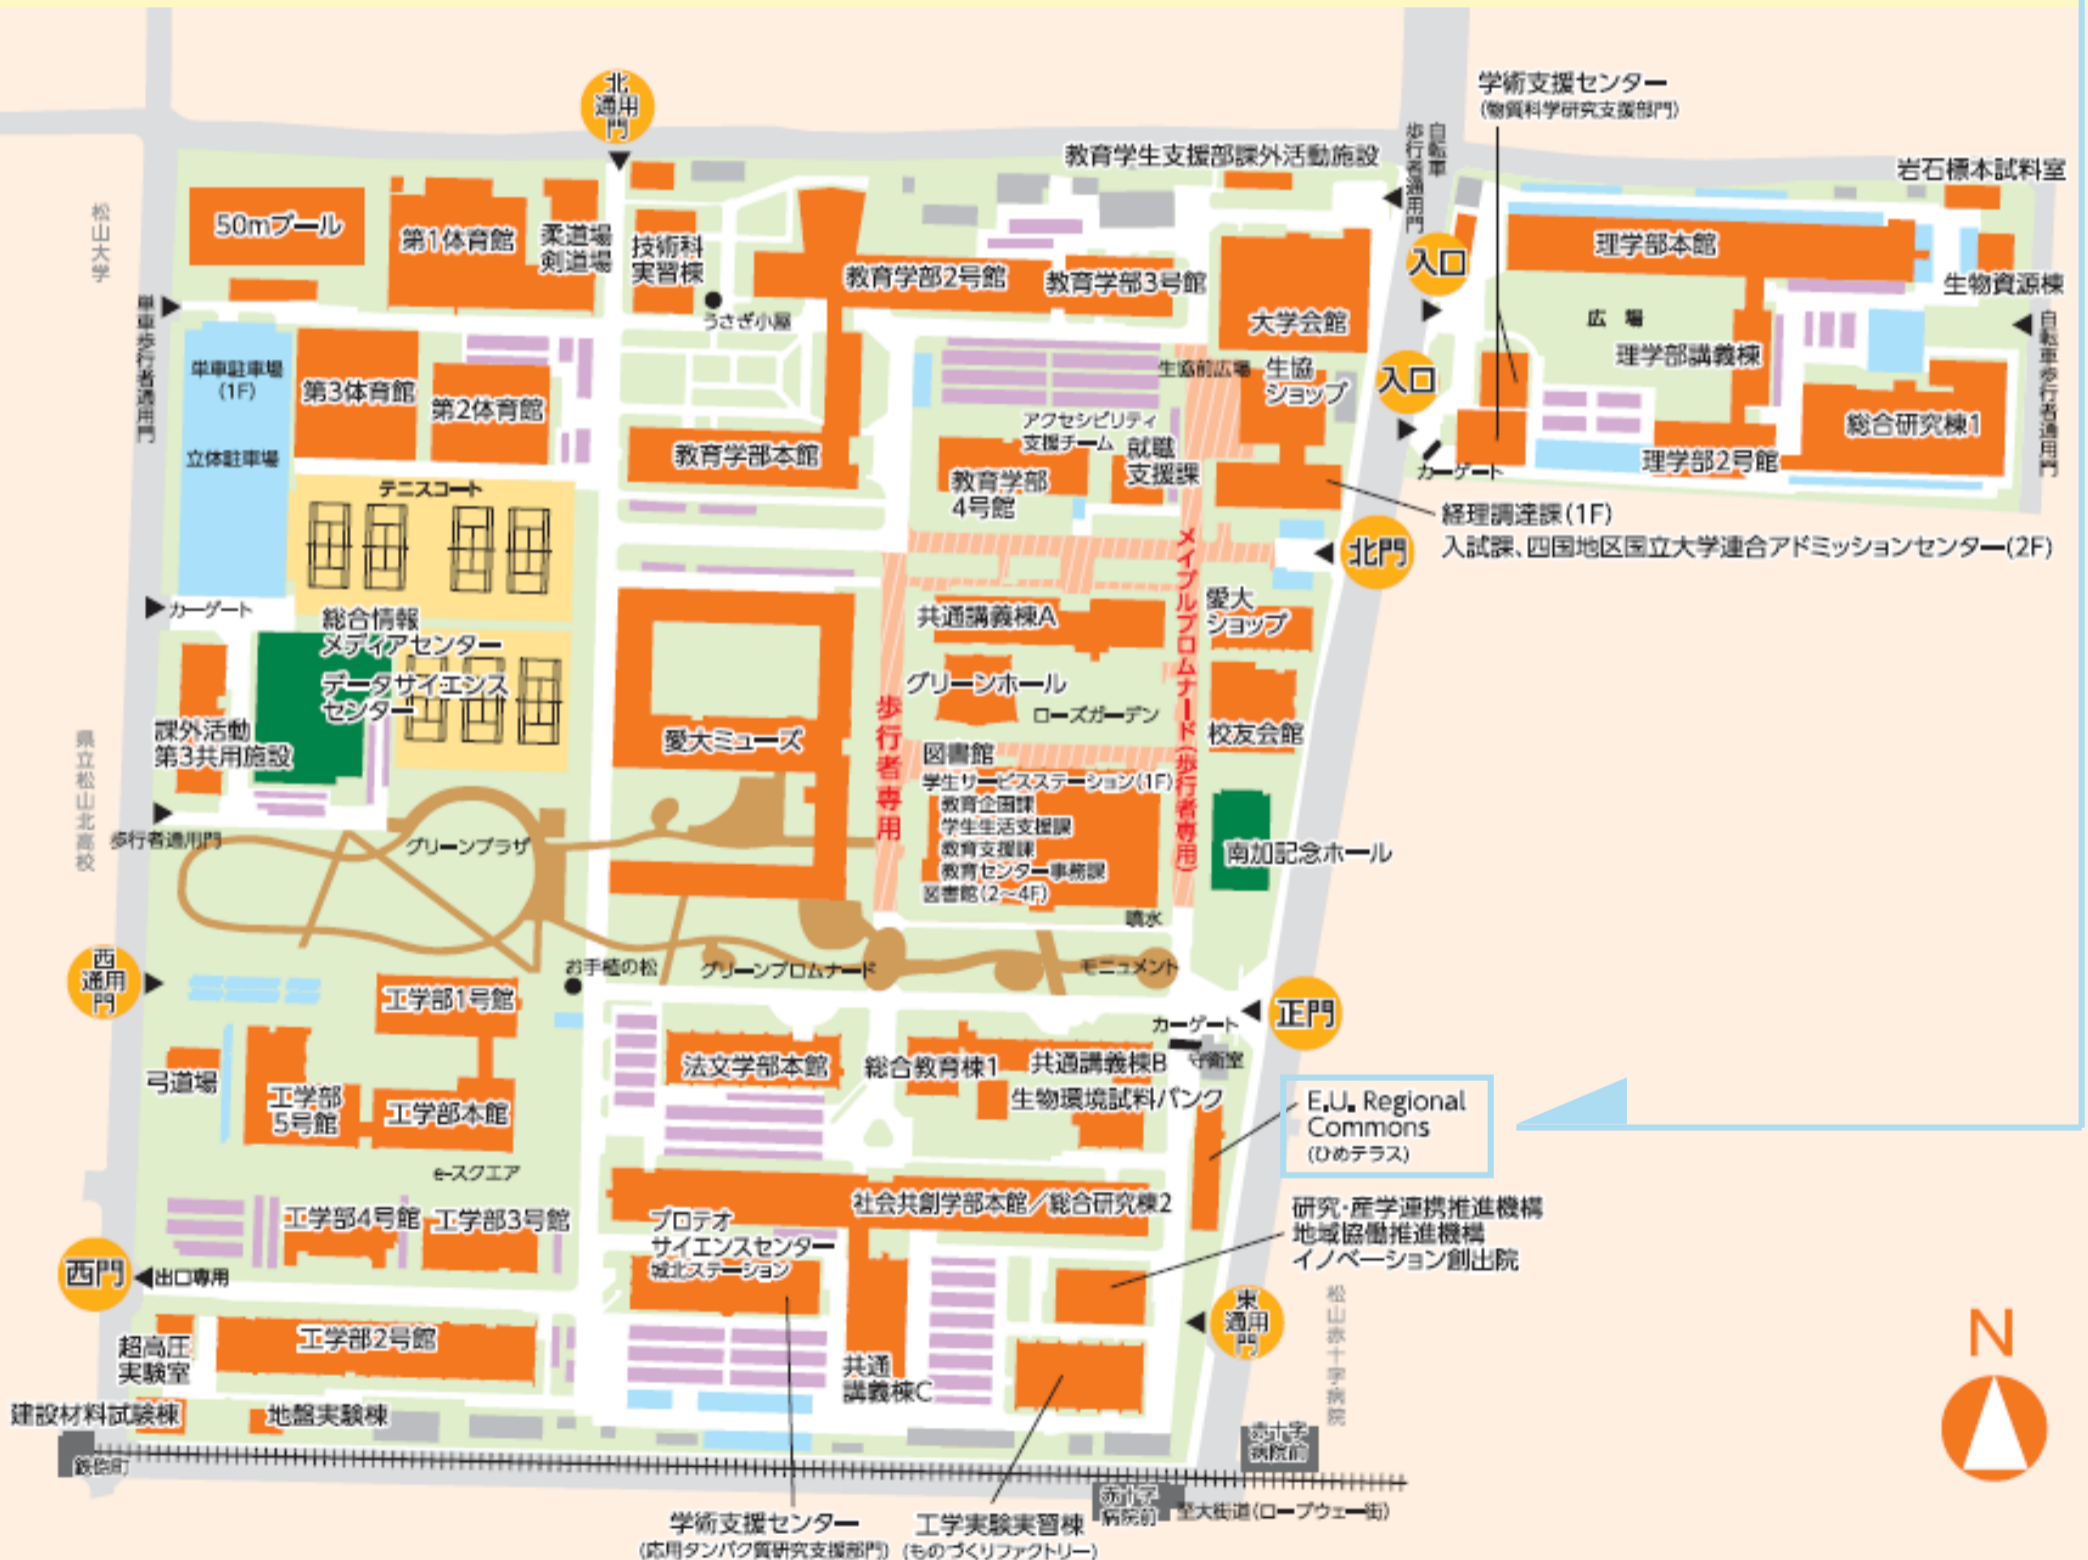 北
通用
門
学術支援センター
(物質科学研究支援部門)
教育学生支援部課外活動施設
自転車
歩行者通用門
岩石標本試料室
松山大学
50mプール
第1体育館
柔道場
剣道場
技術科
実習棟
うさぎ小屋
教育学部2号館
教育学部3号館
大学会館
入口
理学部本館
生物資源棟
広 場
理学部講義棟
自転車歩行者通用門
単車歩行者通用門
単車駐車場
(1F)
立体駐車場
第3体育館
第2体育館
生協前広場
生協
ショップ
入口
アクセシビリティ
支援チーム
就職
支援課
教育学部本館
教育学部
4号館
カーゲート
理学部2号館
総合研究棟1
テニスコート
経理調達課(1F)
入試課、四国地区国立大学連合アドミッションセンター(2F)
北門
メイプルプロムナード(歩行者専用)
カーゲート
総合情報
メディアセンター
データサイエンス
センター
共通講義棟A
愛大
ショップ
グリーンホール
ローズガーデン
課外活動
第3共用施設
愛大ミューズ
歩行者専用
校友会館
県立松山北高校
図書館
学生サービスステーション(1F)
教育企画課
学生生活支援課
教育支援課
教育センター事務課
図書館(2～4F)
南加記念ホール
歩行者通用門
グリーンプラザ
噴水
西
通用
門
お手植の松
グリーンプロムナード
モニュメント
工学部1号館
正門
カーゲート
守衛室
弓道場
工学部
5号館
工学部本館
法文学部本館
総合教育棟1
共通講義棟B
生物環境試料バンク
E.U. Regional
Commons
(ひめテラス)
e-スクエア
工学部4号館
工学部3号館
社会共創学部本館／総合研究棟2
プロテオ
サイエンスセンター
城北ステーション
研究・産学連携推進機構
地域協働推進機構
イノベーション創出院
西門
出口専用
東
通用
門
松山赤十字病院
超高圧
実験室
工学部2号館
共通
講義棟C
N
建設材料試験棟
地盤実験棟
鉄砲町
赤十字
病院前
赤十字
病院前
至大街道(ロープウェー街)
学術支援センター
(応用タンパク質研究支援部門)
工学実験実習棟
(ものづくりファクトリー)